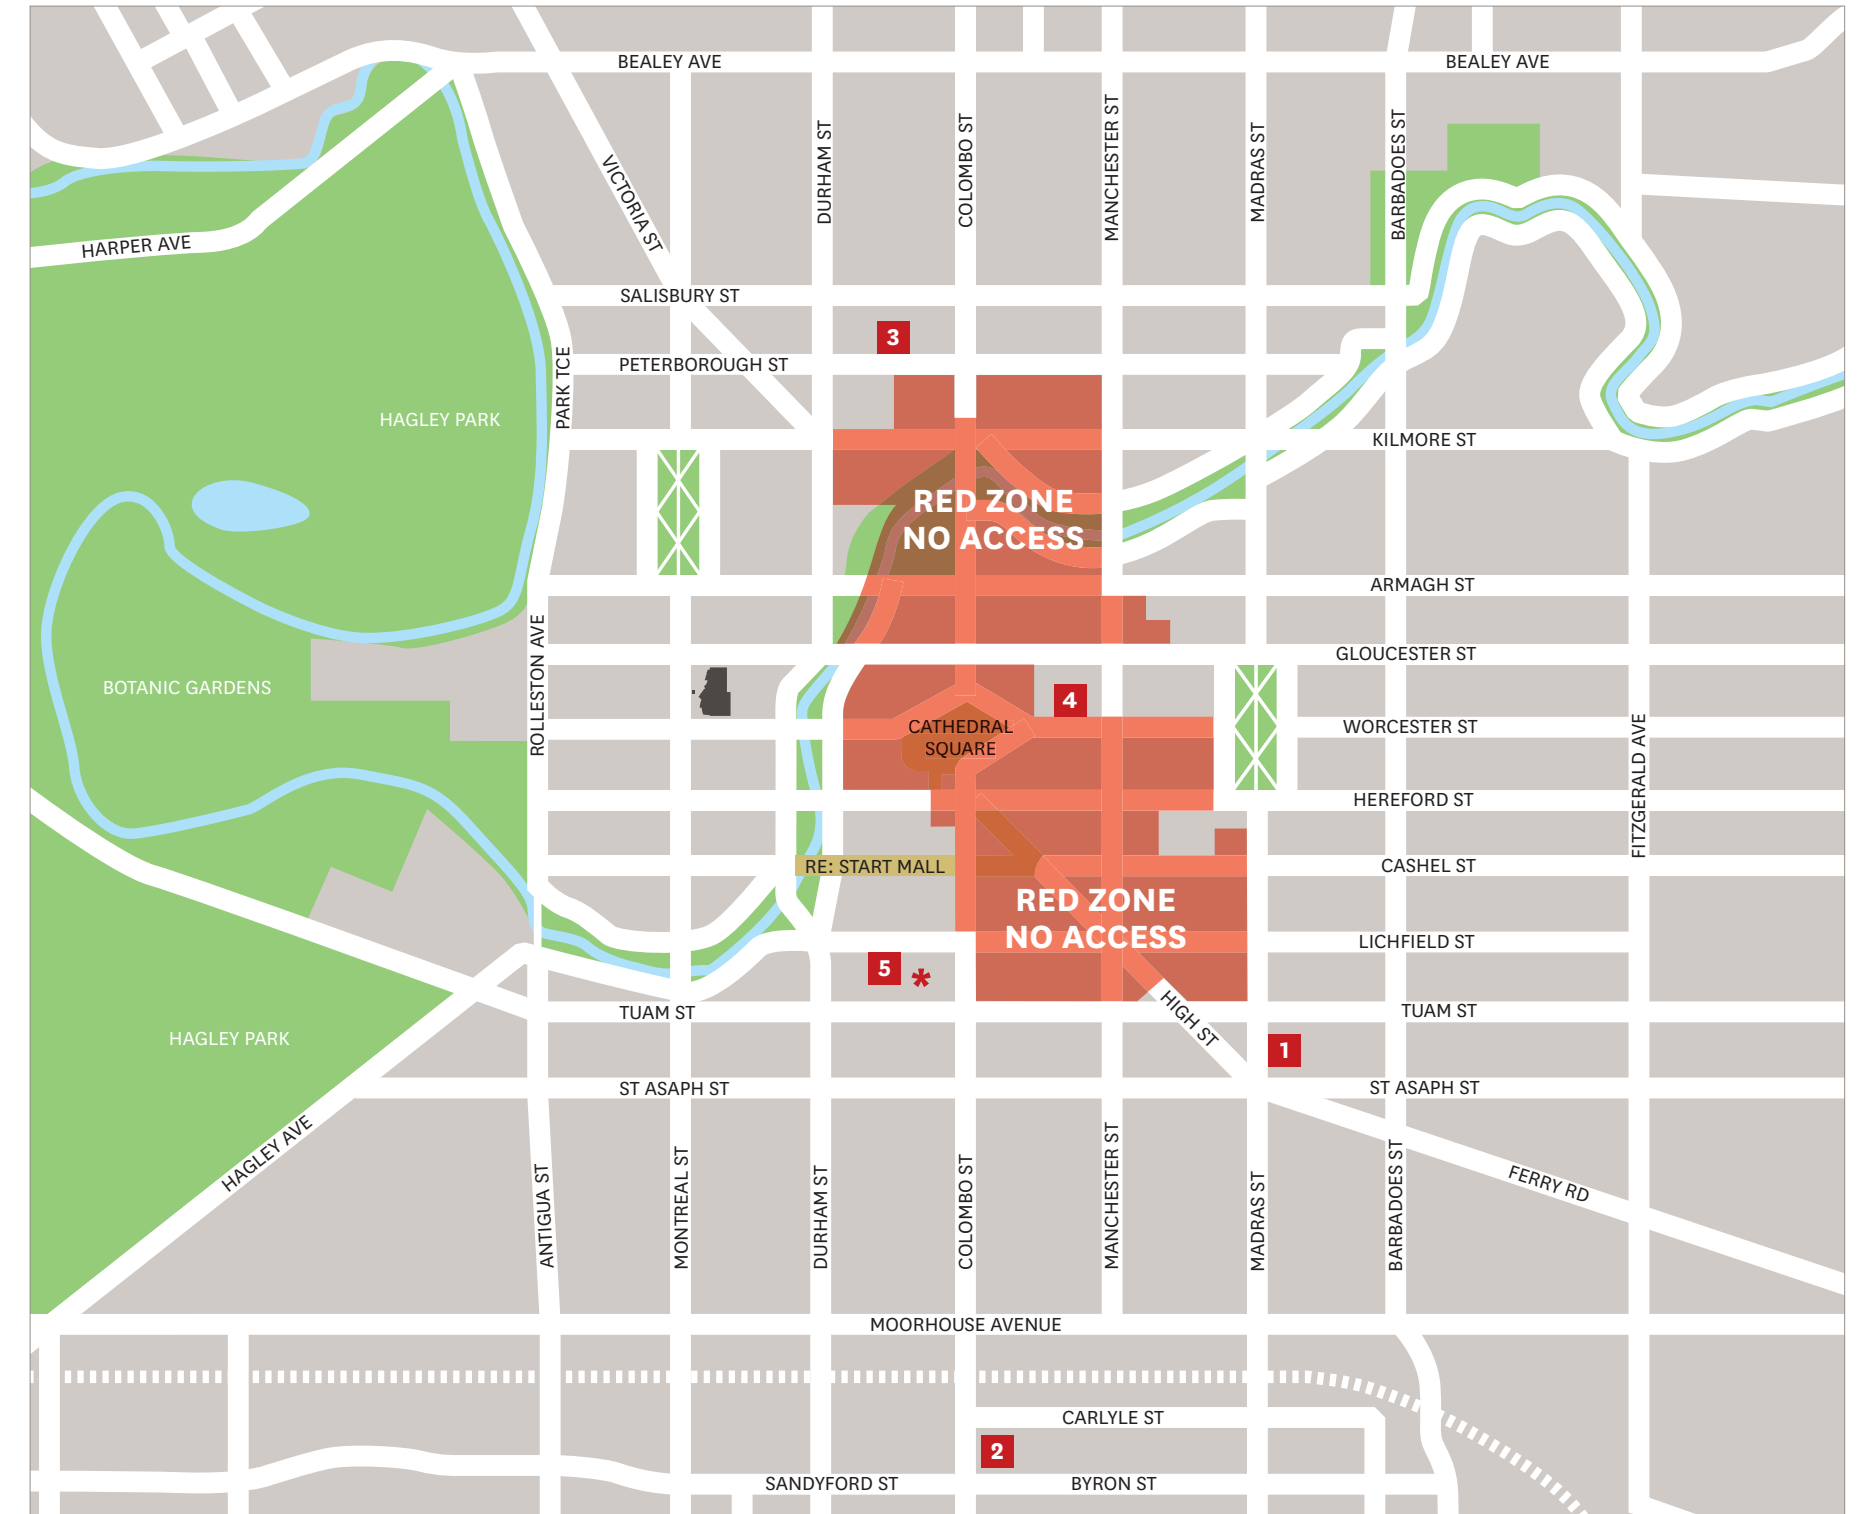 BEALEY AVE
BEALEY AVE
DURHAM ST
COLOMBO ST
MANCHESTER ST
MADRAS ST
BARBADOES ST
VICTORIA ST
HARPER AVE
SALISBURY ST
3
PETERBOROUGH ST
PARK TCE
HAGLEY PARK
KILMORE ST
RED ZONE
NO ACCESS
ARMAGH ST
ROLLESTON AVE
GLOUCESTER ST
BOTANIC GARDENS
4
CATHEDRAL
SQUARE
WORCESTER ST
FITZGERALD AVE
HEREFORD ST
RE: START MALL
CASHEL ST
RED ZONE
NO ACCESS
LICHFIELD ST
5
*
TUAM ST
HIGH ST
TUAM ST
HAGLEY PARK
1
ST ASAPH ST
ST ASAPH ST
HAGLEY AVE
ANTIGUA ST
MONTREAL ST
DURHAM ST
COLOMBO ST
MANCHESTER ST
MADRAS ST
BARBADOES ST
FERRY RD
MOORHOUSE AVENUE
CARLYLE ST
2
SANDYFORD ST
BYRON ST